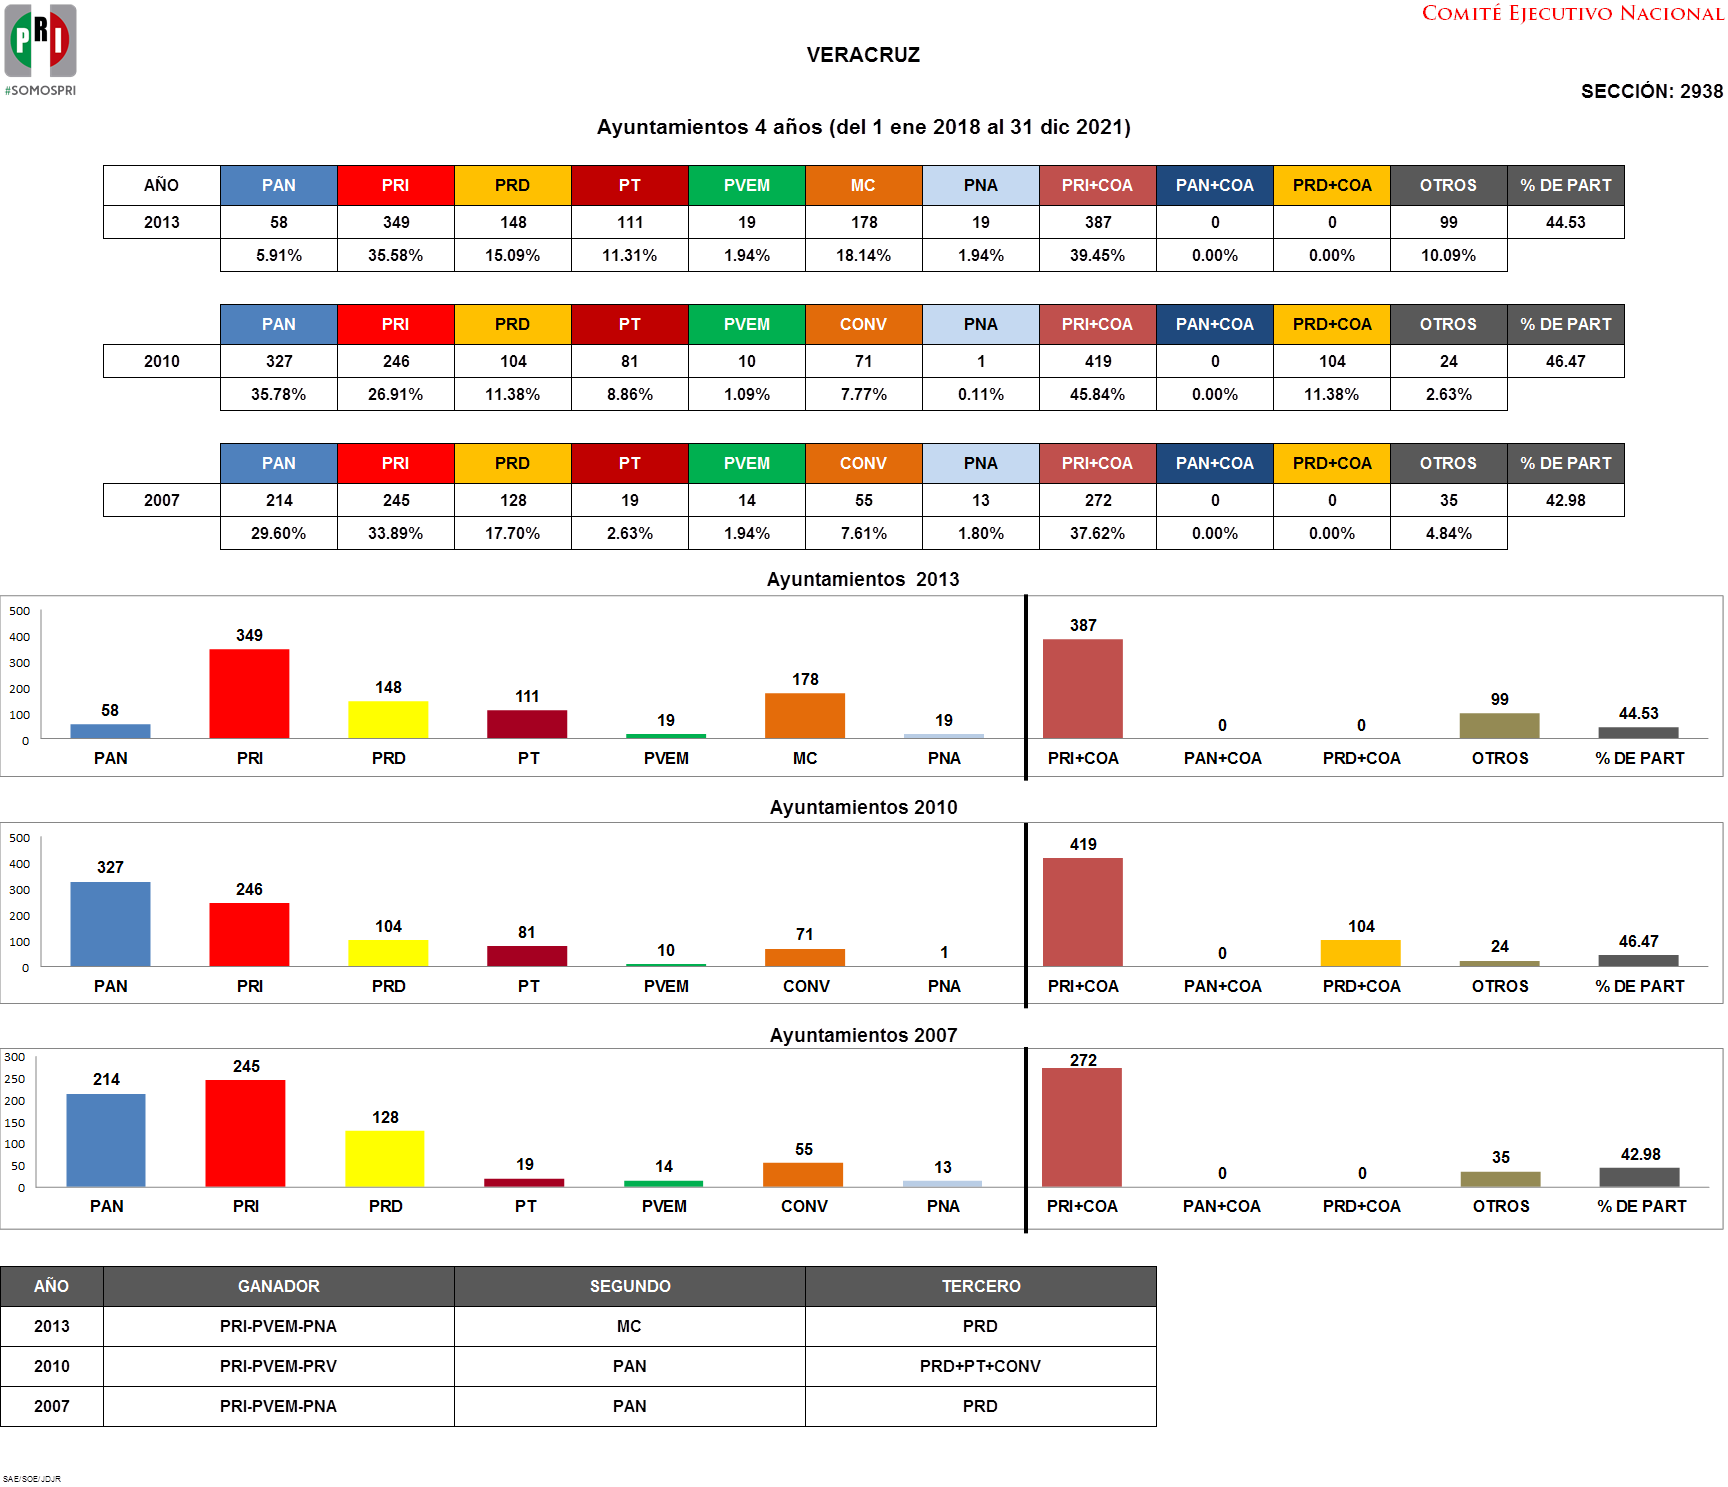 COMITÉ EJECUTIVO NACIONAL
PRI
#SOMOSPRI
VERACRUZ
SECCIÓN: 2938
Ayuntamientos 4 años (del 1 ene 2018 al 31 dic 2021)
AÑO PAN PRI PRD PT PVEM MC PNA PRI+COA PAN+COA PRD+COA OTROS % DE PART
2013 58 349 148 111 19 178 19 387 0 0 99 44.53
5.91% 35.58% 15.09% 11.31% 1.94% 18.14% 1.94% 39.45% 0.00% 0.00% 10.09%
PAN PRI PRD PT PVEM CONV PNA PRI+COA PAN+COA PRD+COA OTROS % DE PART
2010 327 246 104 81 10 71 1 419 0 104 24 46.47
35.78% 26.91% 11.38% 8.86% 1.09% 7.77% 0.11% 45.84% 0.00% 11.38% 2.63%
PAN PRI PRD PT PVEM CONV PNA PRI+COA PAN+COA PRD+COA OTROS % DE PART
2007 214 245 128 19 14 55 13 272 0 0 35 42.98
29.60% 33.89% 17.70% 2.63% 1.94% 7.61% 1.80% 37.62% 0.00% 0.00% 4.84%
Ayuntamientos 2013
500
400
300
200
100
0
58 349 148 111 19 178 19 387 0 0 99 44.53
PAN PRI PRD PT PVEM MC PNA PRI+COA PAN+COA PRD+COA OTROS % DE PART
Ayuntamientos 2010
500
400
300
200
100
0
327 246 104 81 10 71 1 419 0 104 24 46.47
PAN PRI PRD PT PVEM CONV PNA PRI+COA PAN+COA PRD+COA OTROS % DE PART
Ayuntamientos 2007
300
250
200
150
100
50
0
214 245 128 19 14 55 13 272 0 0 35 42.98
PAN PRI PRD PT PVEM CONV PNA PRI+COA PAN+COA PRD+COA OTROS % DE PART
AÑO GANADOR SEGUNDO TERCERO
2013 PRI-PVEM-PNA MC PRD
2010 PRI-PVEM-PRV PAN PRD+PT+CONV
2007 PRI-PVEM-PNA PAN PRD
SAE/SOE/JDJR